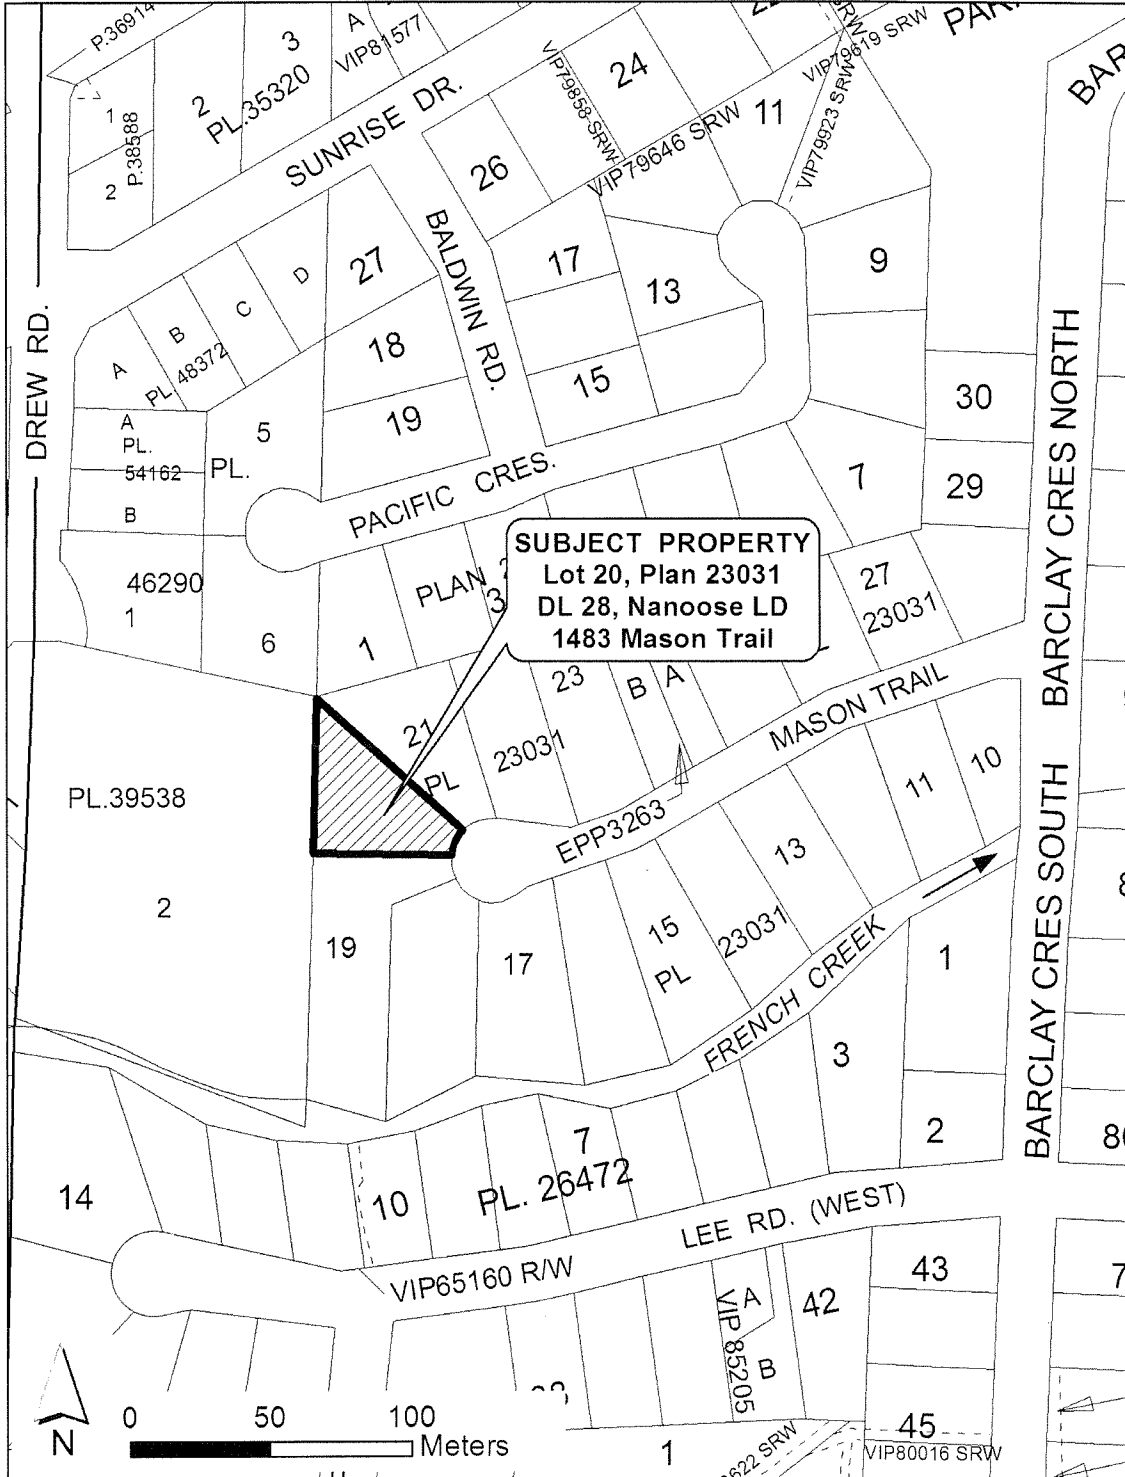 P.36914
3
A
VIP81577
VIP79858 SRW
24
VIP79619 SRW
1
2
PL.35320
P.38588
2
SUNRISE DR.
26
VIP79646 SRW
11
VIP79923 SRW
BALDWIN RD.
A
B
C
D
27
17
13
9
PL. 48372
18
15
30
DREW RD.
A
PL.
54162
B
5
PL.
19
PACIFIC CRES.
7
29
BARCLAY CRES NORTH
46290
1
6
1
PLAN
3
SUBJECT PROPERTY
Lot 20, Plan 23031
DL 28, Nanoose LD
1483 Mason Trail
27
23031
23
B
A
MASON TRAIL
21
PL
23031
PL.39538
2
EPP3263
11
10
13
19
17
15
PL
23031
FRENCH CREEK
1
3
2
BARCLAY CRES SOUTH
14
10
7
PL. 26472
LEE RD. (WEST)
VIP65160 R/W
A
VIP 85205
B
42
43
45
VIP80016 SRW
1
N
0 50 100
Meters